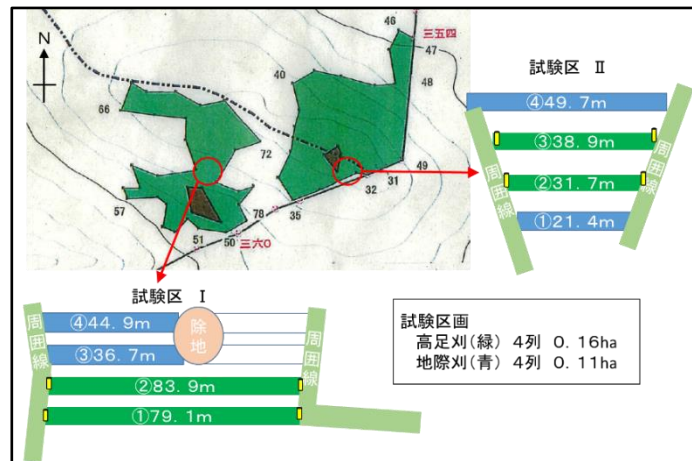 N
46
三五四
47
40
48
66
72
49
31
32
57
35
78
50
51
三六〇
試験区 Ⅱ
④49.7m
③38.9m
②31.7m
①21.4m
周囲線
周囲線
試験区 Ⅰ
④44.9m
③36.7m
②83.9m
①79.1m
除地
周囲線
周囲線
試験区画
高足刈(緑) 4列 0.16ha
地際刈(青) 4列 0.11ha